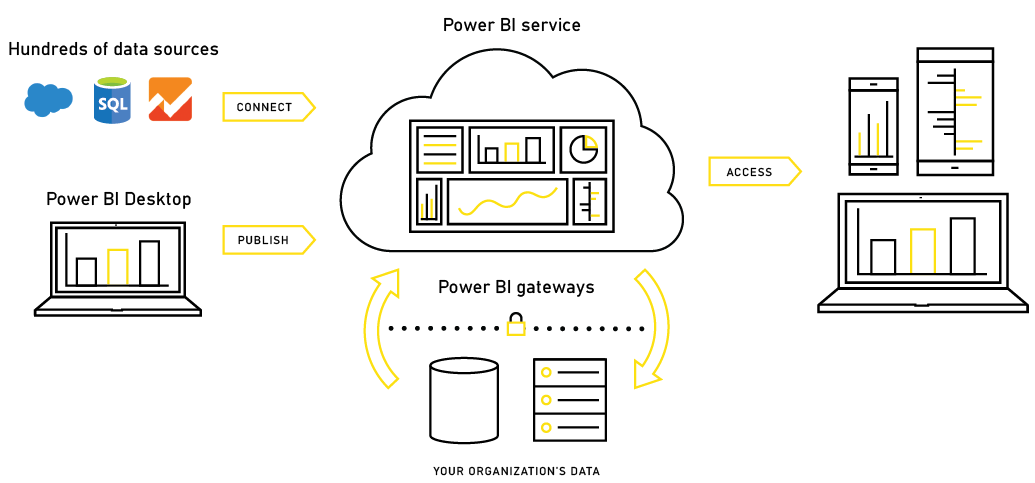 Power BI service
Hundreds of data sources
SQL
CONNECT
ACCESS
Power BI Desktop
PUBLISH
Power BI gateways
YOUR ORGANIZATION'S DATA